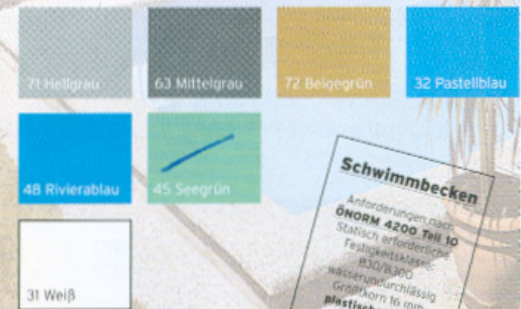 71 Hellgrau
63 Mittelgrau
72 Beigegrün
32 Pastellblau
48 Rivierablau
45 Seegrün
31 Weiß
Schwimmbecken
Anforderungen nach
ÖNORM 4200 Teil 10
Statisch erforderliche
Festigkeitsklasse:
B30/B300
wasserundurchlässig
Größtkorn 16 mm